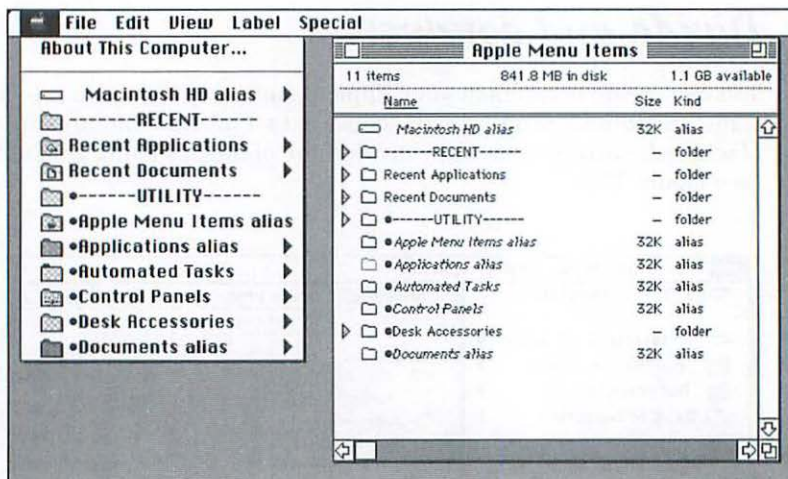 File Edit View Label Special
About This Computer...
Macintosh HD alias
-------RECENT------
Recent Applications
Recent Documents
•------UTILITY------
•Apple Menu Items alias
•Applications alias
•Automated Tasks
•Control Panels
•Desk Accessories
•Documents alias
Apple Menu Items
11 items 841.8 MB in disk 1.1 GB available
Name Size Kind
Macintosh HD alias 32K alias
-------RECENT------ – folder
Recent Applications – folder
Recent Documents – folder
•------UTILITY------ – folder
•Apple Menu Items alias 32K alias
•Applications alias 32K alias
•Automated Tasks 32K alias
•Control Panels 32K alias
•Desk Accessories – folder
•Documents alias 32K alias